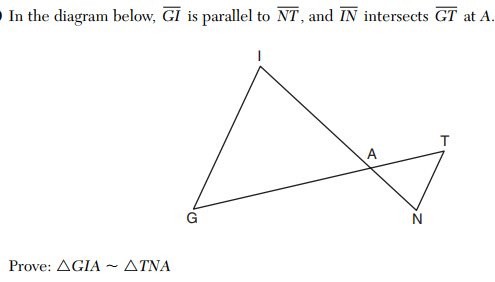 In the diagram below, GI is parallel to NT, and IN intersects GT at A.
I
T
A
G
N
Prove: △GIA ~ △TNA